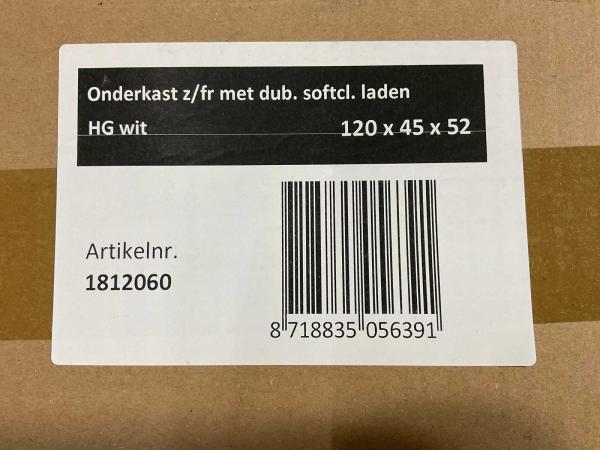 Onderkast z/fr met dub. softcl. laden
HG wit 120 x 45 x 52
Artikelnr.
1812060
8 718835 056391